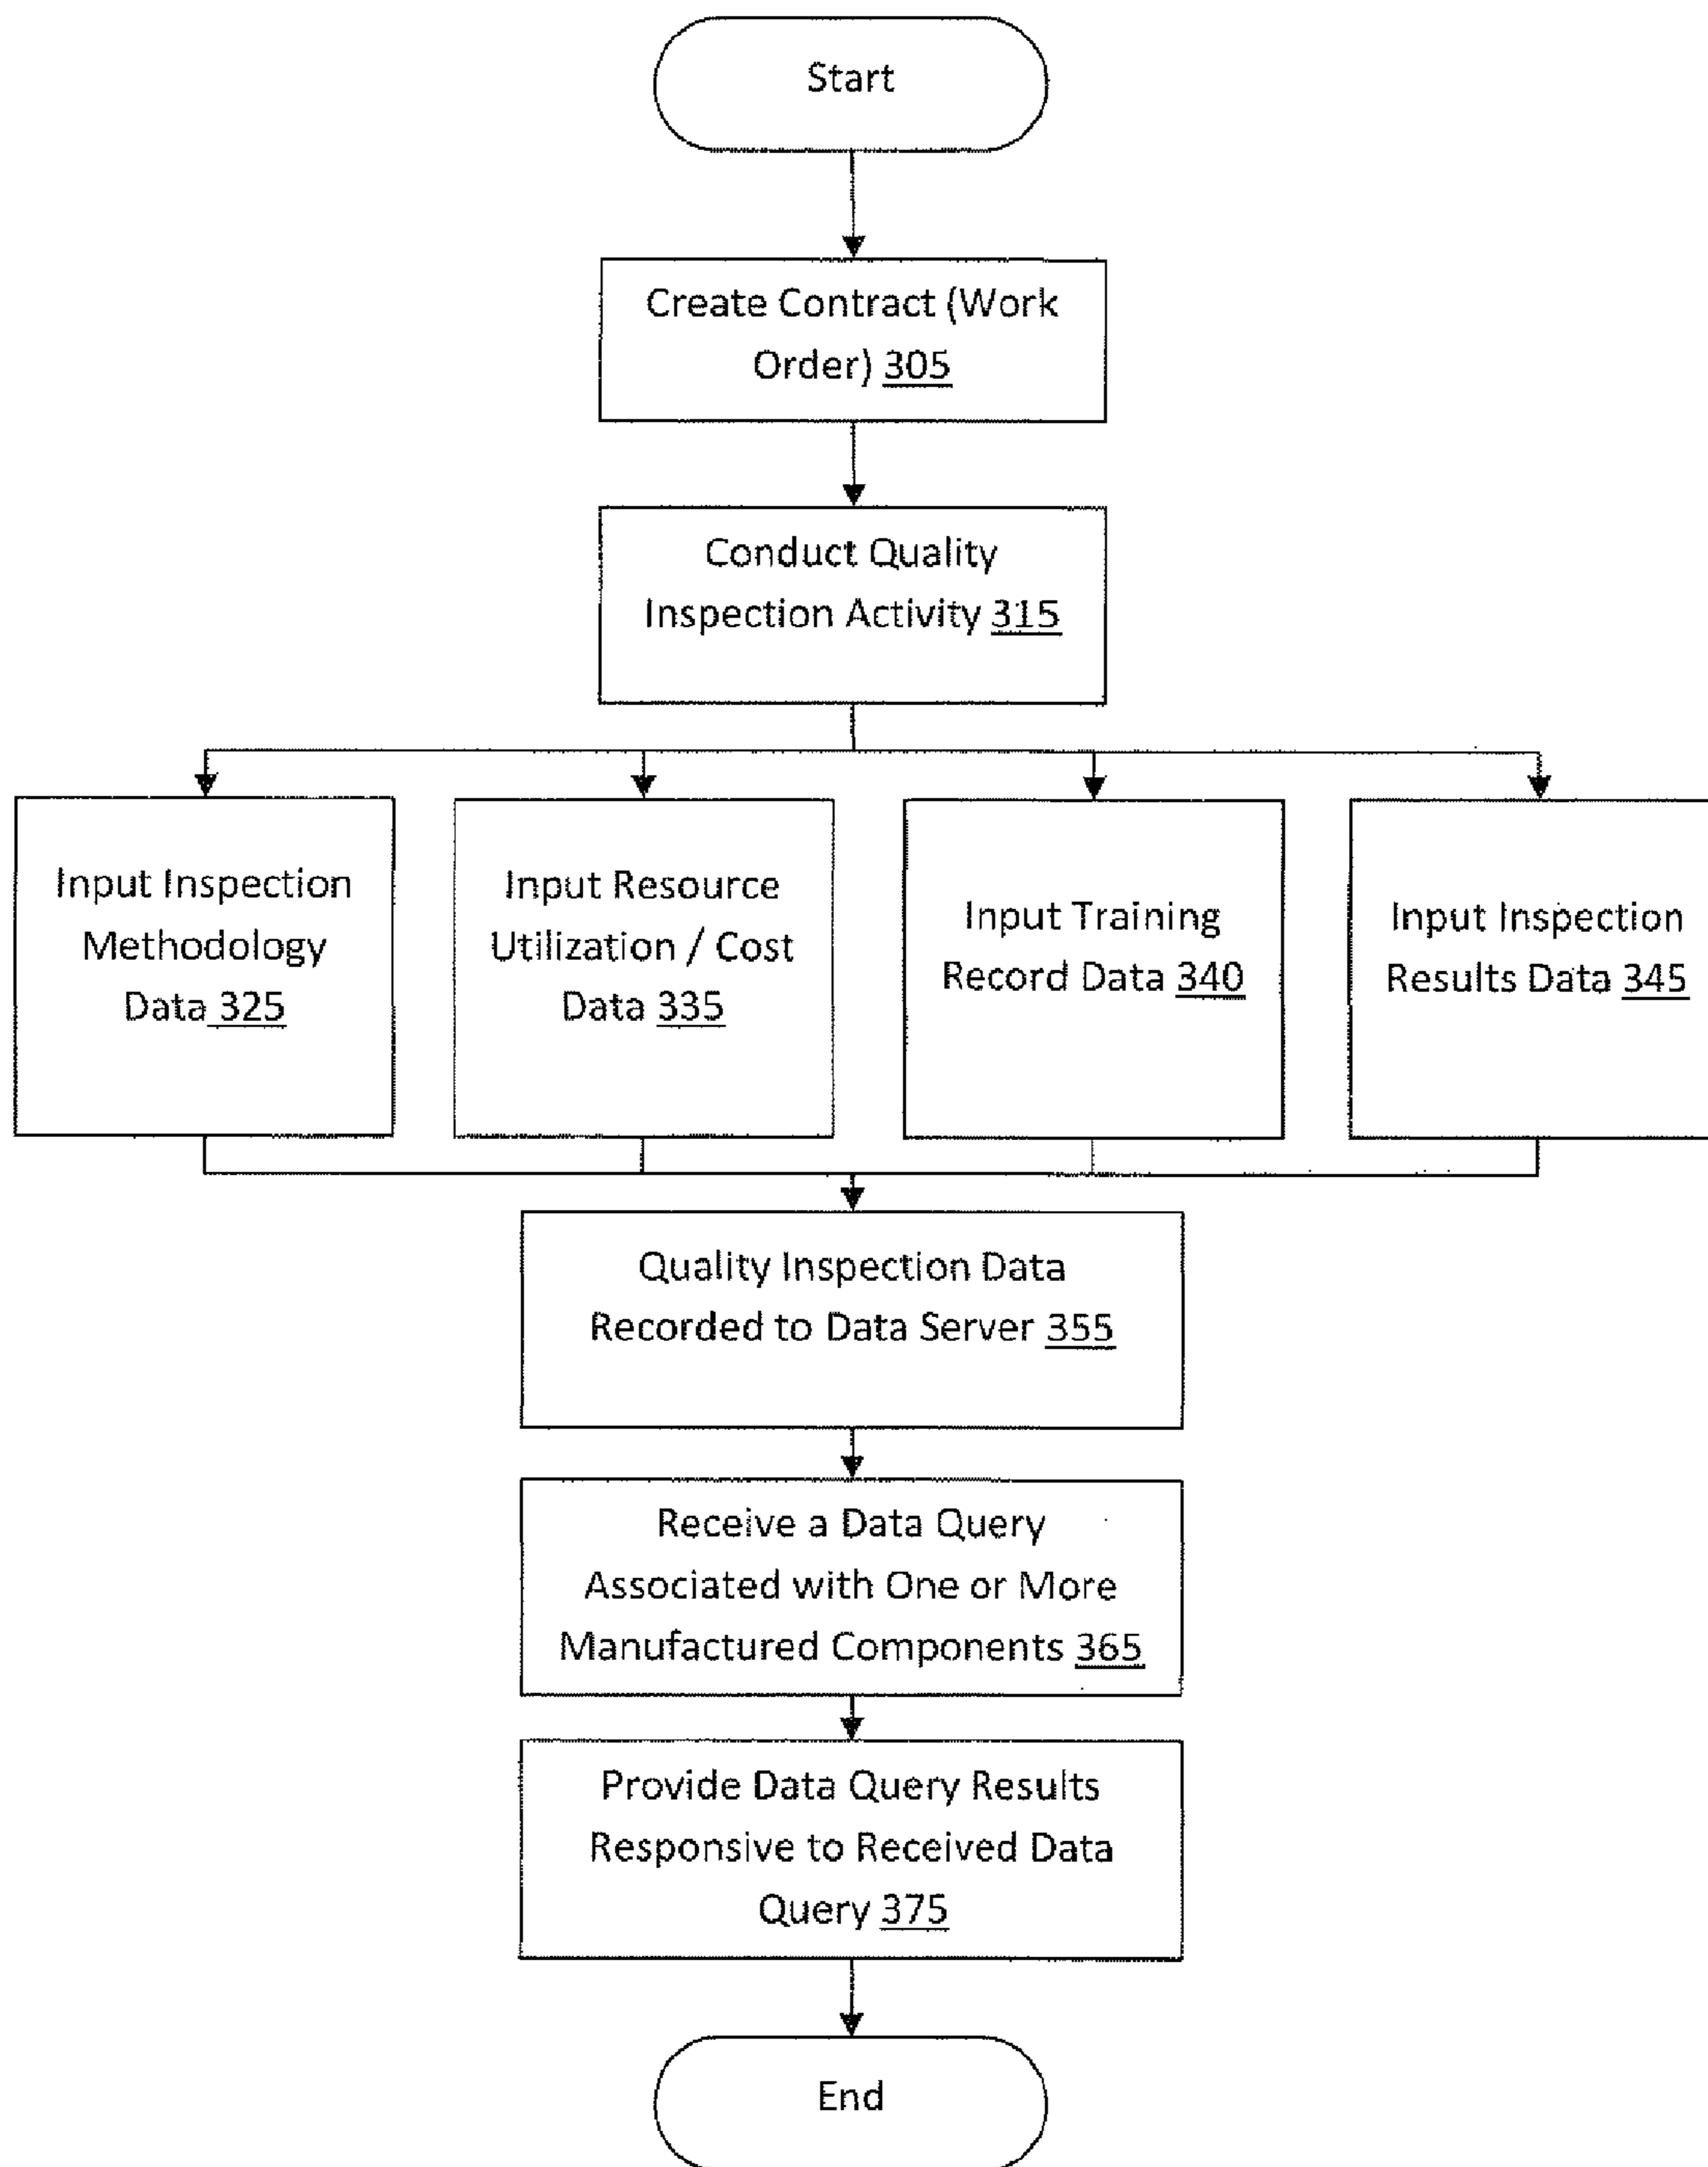 Start
Create Contract (Work
Order) 305
Conduct Quality
Inspection Activity 315
Input Inspection
Methodology
Data 325
Input Resource
Utilization / Cost
Data 335
Input Training
Record Data 340
Input Inspection
Results Data 345
Quality Inspection Data
Recorded to Data Server 355
Receive a Data Query
Associated with One or More
Manufactured Components 365
Provide Data Query Results
Responsive to Received Data
Query 375
End